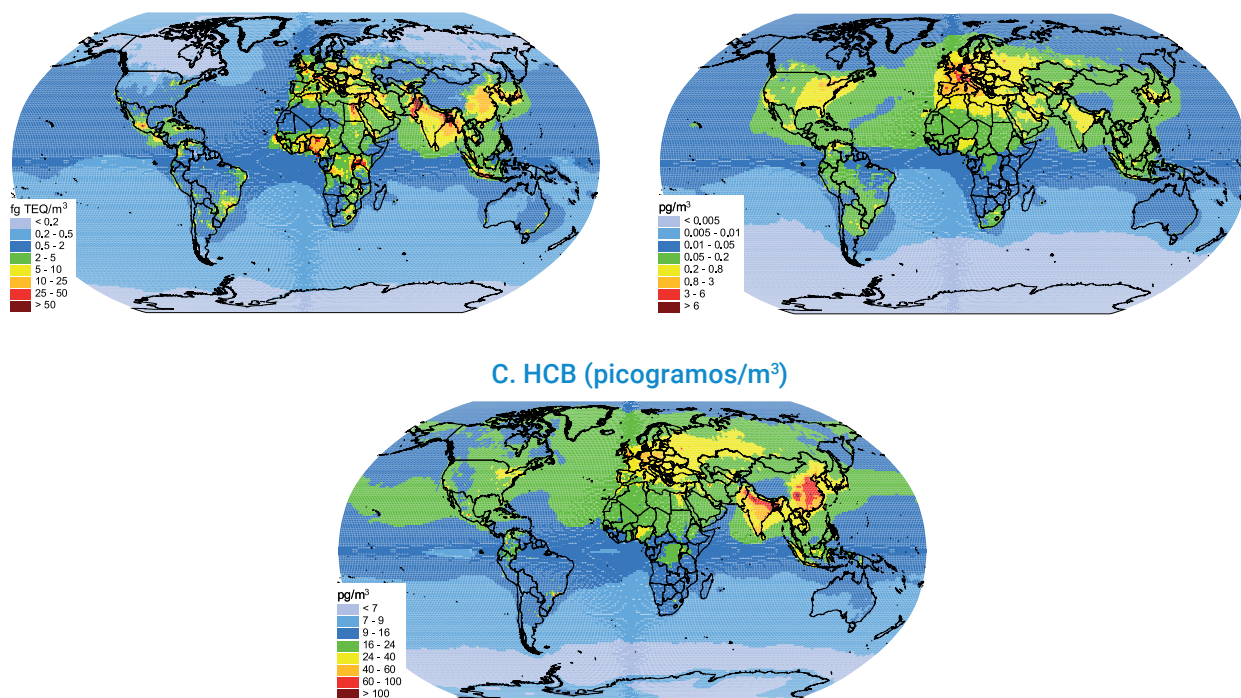 fg TEQ/m³
< 0.2
0.2 - 0.5
0.5 - 2
2 - 5
5 - 10
10 - 25
25 - 50
> 50
pg/m³
< 0.005
0.005 - 0.01
0.01 - 0.05
0.05 - 0.2
0.2 - 0.8
0.8 - 3
3 - 6
> 6
C. HCB (picogramos/m³)
pg/m³
< 7
7 - 9
9 - 16
16 - 24
24 - 40
40 - 60
60 - 100
> 100